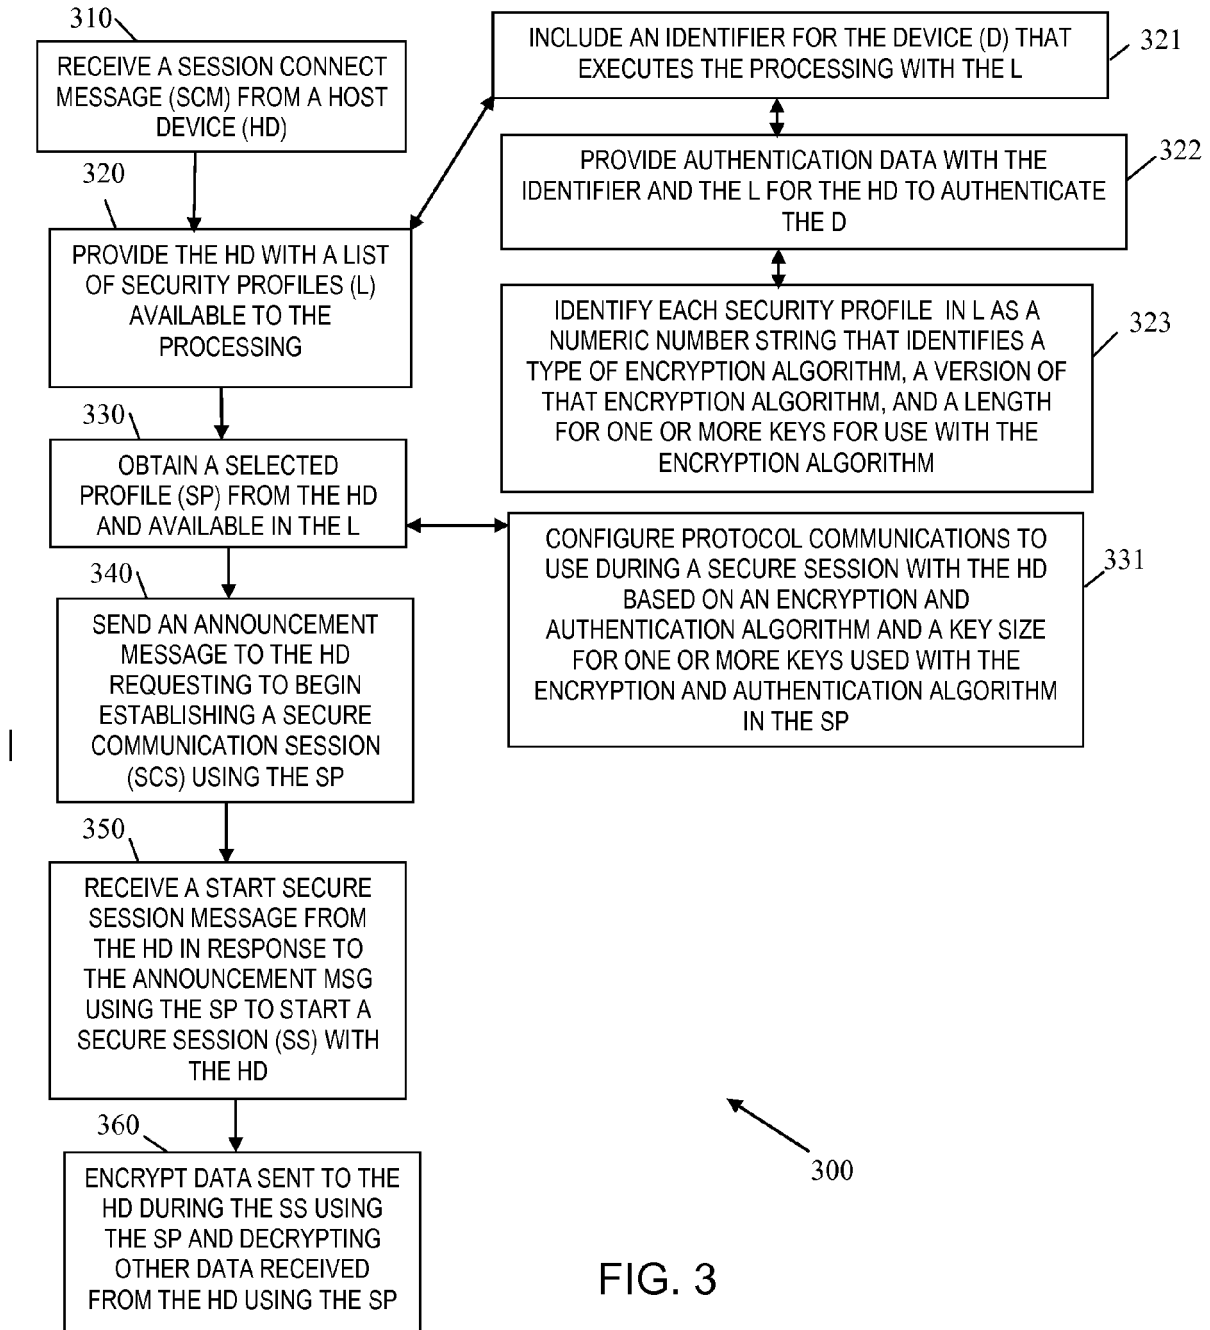 310
RECEIVE A SESSION CONNECT
MESSAGE (SCM) FROM A HOST
DEVICE (HD)
320
PROVIDE THE HD WITH A LIST
OF SECURITY PROFILES (L)
AVAILABLE TO THE
PROCESSING
321
INCLUDE AN IDENTIFIER FOR THE DEVICE (D) THAT
EXECUTES THE PROCESSING WITH THE L
322
PROVIDE AUTHENTICATION DATA WITH THE
IDENTIFIER AND THE L FOR THE HD TO AUTHENTICATE
THE D
323
IDENTIFY EACH SECURITY PROFILE IN L AS A
NUMERIC NUMBER STRING THAT IDENTIFIES A
TYPE OF ENCRYPTION ALGORITHM, A VERSION OF
THAT ENCRYPTION ALGORITHM, AND A LENGTH
FOR ONE OR MORE KEYS FOR USE WITH THE
ENCRYPTION ALGORITHM
330
OBTAIN A SELECTED
PROFILE (SP) FROM THE HD
AND AVAILABLE IN THE L
331
CONFIGURE PROTOCOL COMMUNICATIONS TO
USE DURING A SECURE SESSION WITH THE HD
BASED ON AN ENCRYPTION AND
AUTHENTICATION ALGORITHM AND A KEY SIZE
FOR ONE OR MORE KEYS USED WITH THE
ENCRYPTION AND AUTHENTICATION ALGORITHM
IN THE SP
340
SEND AN ANNOUNCEMENT
MESSAGE TO THE HD
REQUESTING TO BEGIN
ESTABLISHING A SECURE
COMMUNICATION SESSION
(SCS) USING THE SP
350
RECEIVE A START SECURE
SESSION MESSAGE FROM
THE HD IN RESPONSE TO
THE ANNOUNCEMENT MSG
USING THE SP TO START A
SECURE SESSION (SS) WITH
THE HD
360
ENCRYPT DATA SENT TO THE
HD DURING THE SS USING
THE SP AND DECRYPTING
OTHER DATA RECEIVED
FROM THE HD USING THE SP
300
FIG. 3